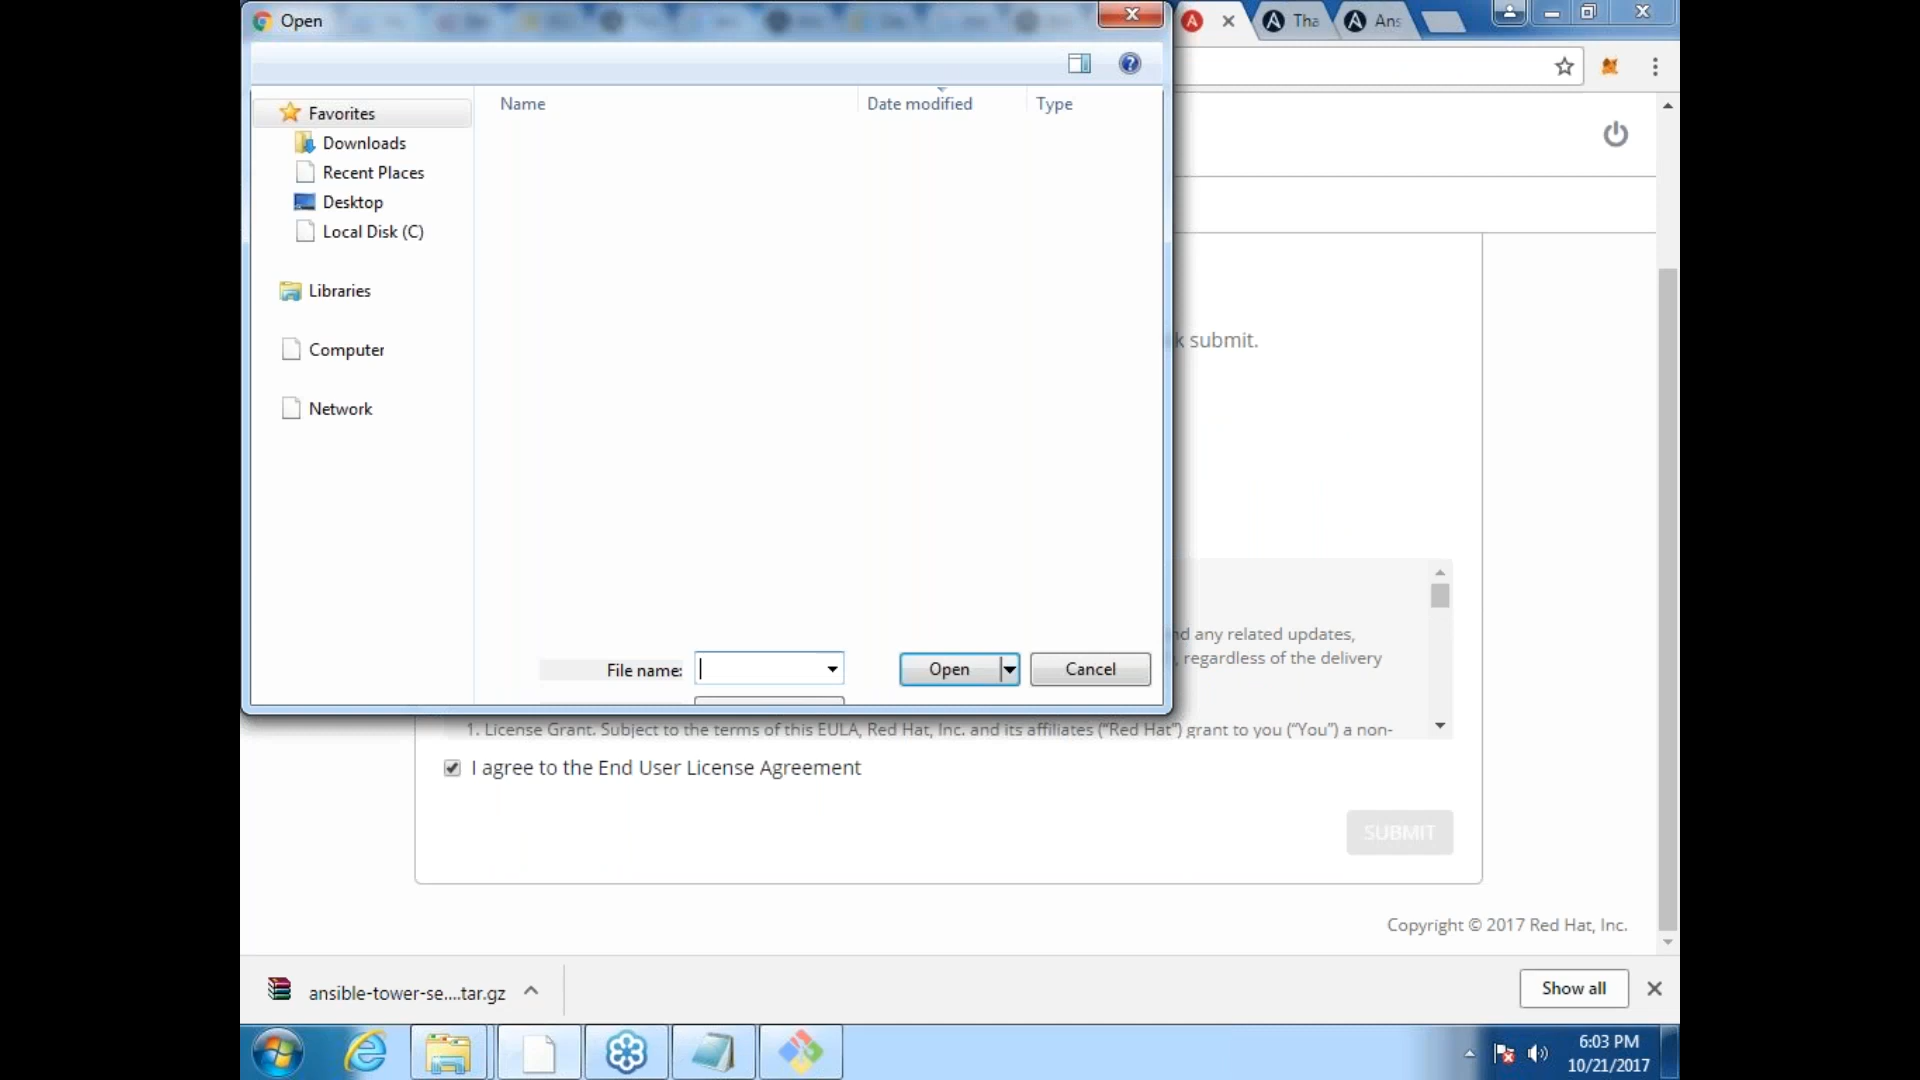 Open
Tha
Ans
Name
Date modified
Type
Favorites
Downloads
Recent Places
Desktop
Local Disk (C)
Libraries
Computer
Network
File name:
Open
Cancel
k submit.
nd any related updates,
, regardless of the delivery
1. License Grant. Subject to the terms of this EULA, Red Hat, Inc. and its affiliates (“Red Hat”) grant to you (“You”) a non-
I agree to the End User License Agreement
SUBMIT
Copyright © 2017 Red Hat, Inc.
ansible-tower-se....tar.gz
Show all
6:03 PM
10/21/2017